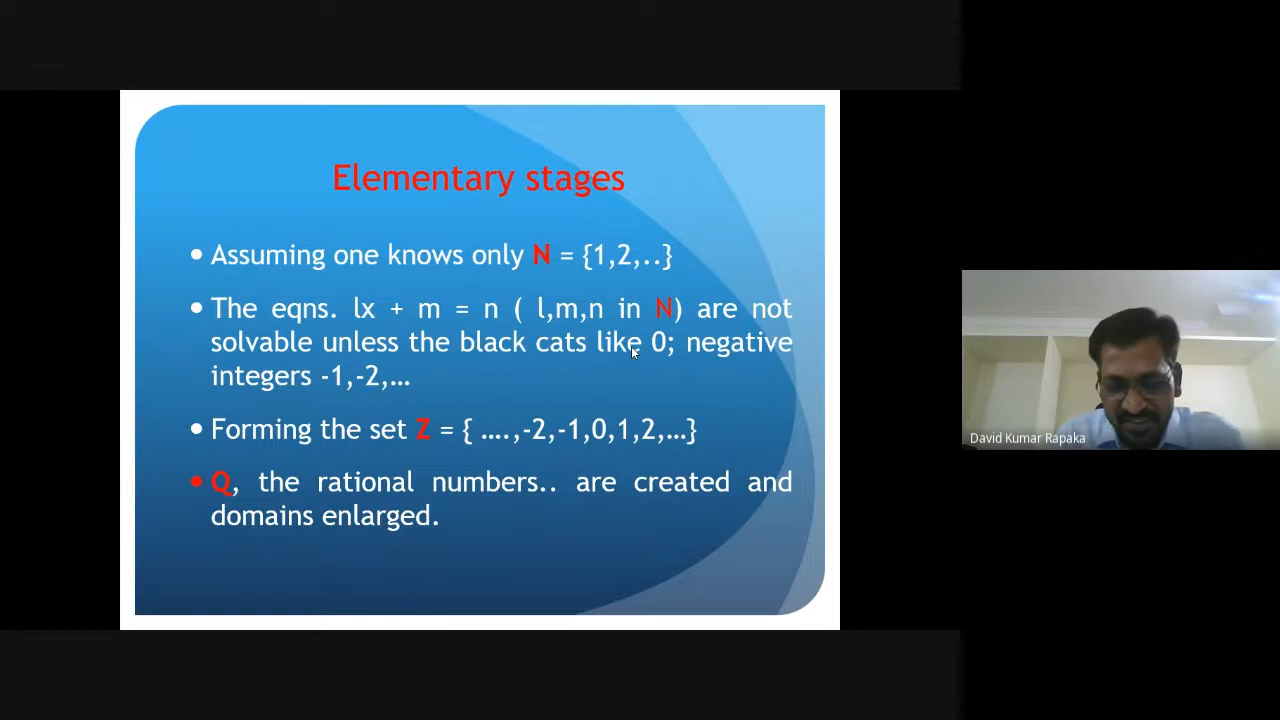 Elementary stages
• Assuming one knows only N = {1,2,..}
• The eqns. lx + m = n ( l,m,n in N) are not
solvable unless the black cats like 0; negative
integers -1,-2,…
• Forming the set Z = { ….,-2,-1,0,1,2,…}
• Q, the rational numbers.. are created and
domains enlarged.
David Kumar Rapaka